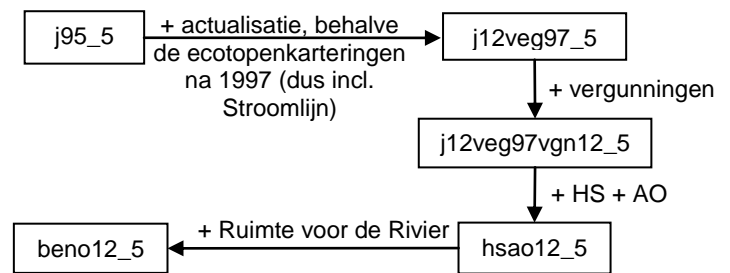 j95_5
+ actualisatie, behalve
de ecotopenkarteringen
na 1997 (dus incl.
Stroomlijn)
j12veg97_5
+ vergunningen
j12veg97vgn12_5
+ HS + AO
hsao12_5
+ Ruimte voor de Rivier
beno12_5